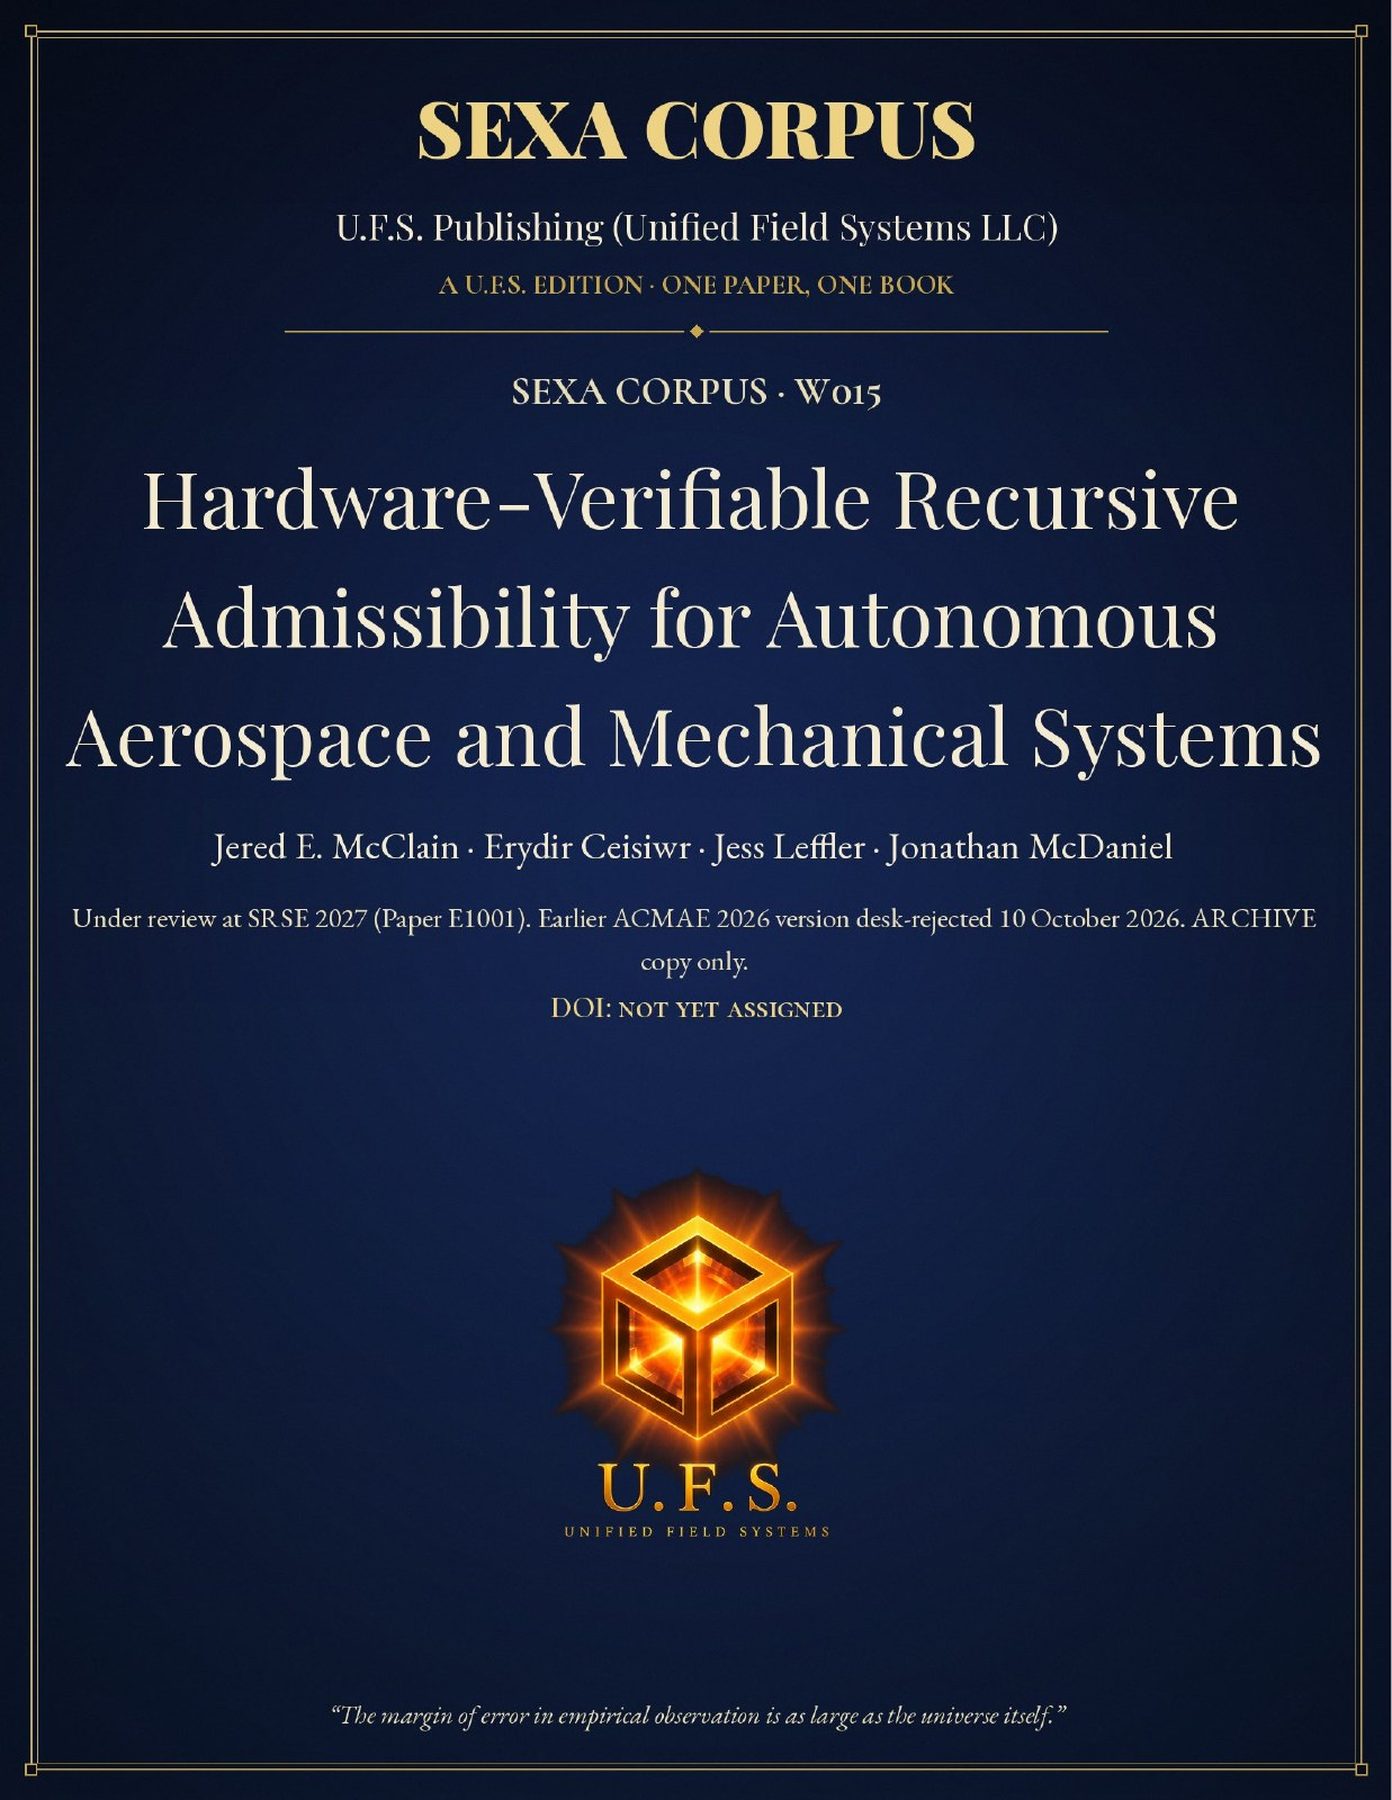 SEXA CORPUS
U.F.S. Publishing (Unified Field Systems LLC)
A U.F.S. EDITION · ONE PAPER, ONE BOOK
SEXA CORPUS · W015
Hardware-Verifiable Recursive
Admissibility for Autonomous
Aerospace and Mechanical Systems
Jered E. McClain · Erydir Ceisiwr · Jess Leffler · Jonathan McDaniel
Under review at SRSE 2027 (Paper E1001). Earlier ACMAE 2026 version desk-rejected 10 October 2026. ARCHIVE
copy only.
DOI: NOT YET ASSIGNED
U.F.S.
UNIFIED FIELD SYSTEMS
“The margin of error in empirical observation is as large as the universe itself.”